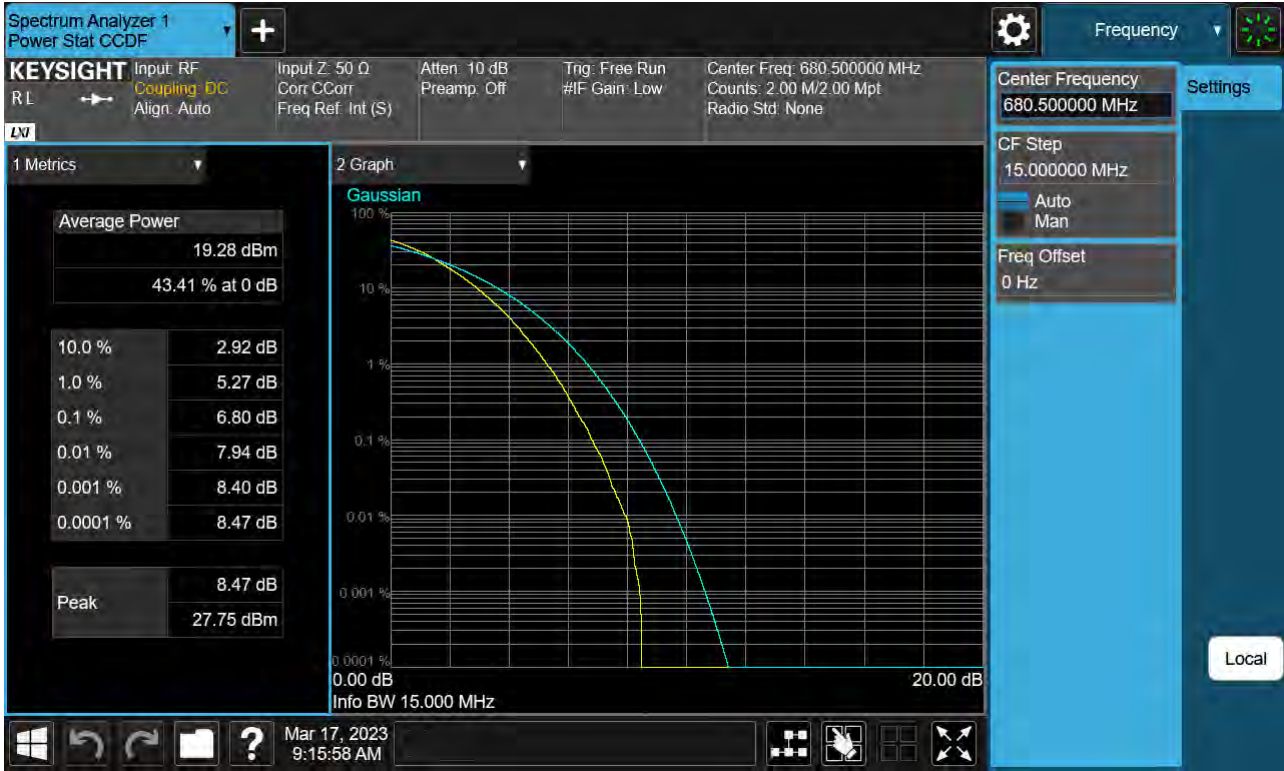 Spectrum Analyzer 1
Power Stat CCDF
Frequency
KEYSIGHT
R L
LXI
Input: RF
Coupling: DC
Align: Auto
Input Z: 50 Ω
Corr CCorr
Freq Ref: Int (S)
Atten: 10 dB
Preamp: Off
Trig: Free Run
#IF Gain: Low
Center Freq: 680.500000 MHz
Counts: 2.00 M/2.00 Mpt
Radio Std: None
Center Frequency
680.500000 MHz
Settings
CF Step
15.000000 MHz
Auto
Man
Freq Offset
0 Hz
Local
1 Metrics
Average Power
19.28 dBm
43.41 % at 0 dB
10.0 % 2.92 dB
1.0 % 5.27 dB
0.1 % 6.80 dB
0.01 % 7.94 dB
0.001 % 8.40 dB
0.0001 % 8.47 dB
Peak
8.47 dB
27.75 dBm
2 Graph
Gaussian
100 %
10 %
1 %
0.1 %
0.01 %
0.001 %
0.0001 %
0.00 dB 20.00 dB
Info BW 15.000 MHz
?
Mar 17, 2023
9:15:58 AM